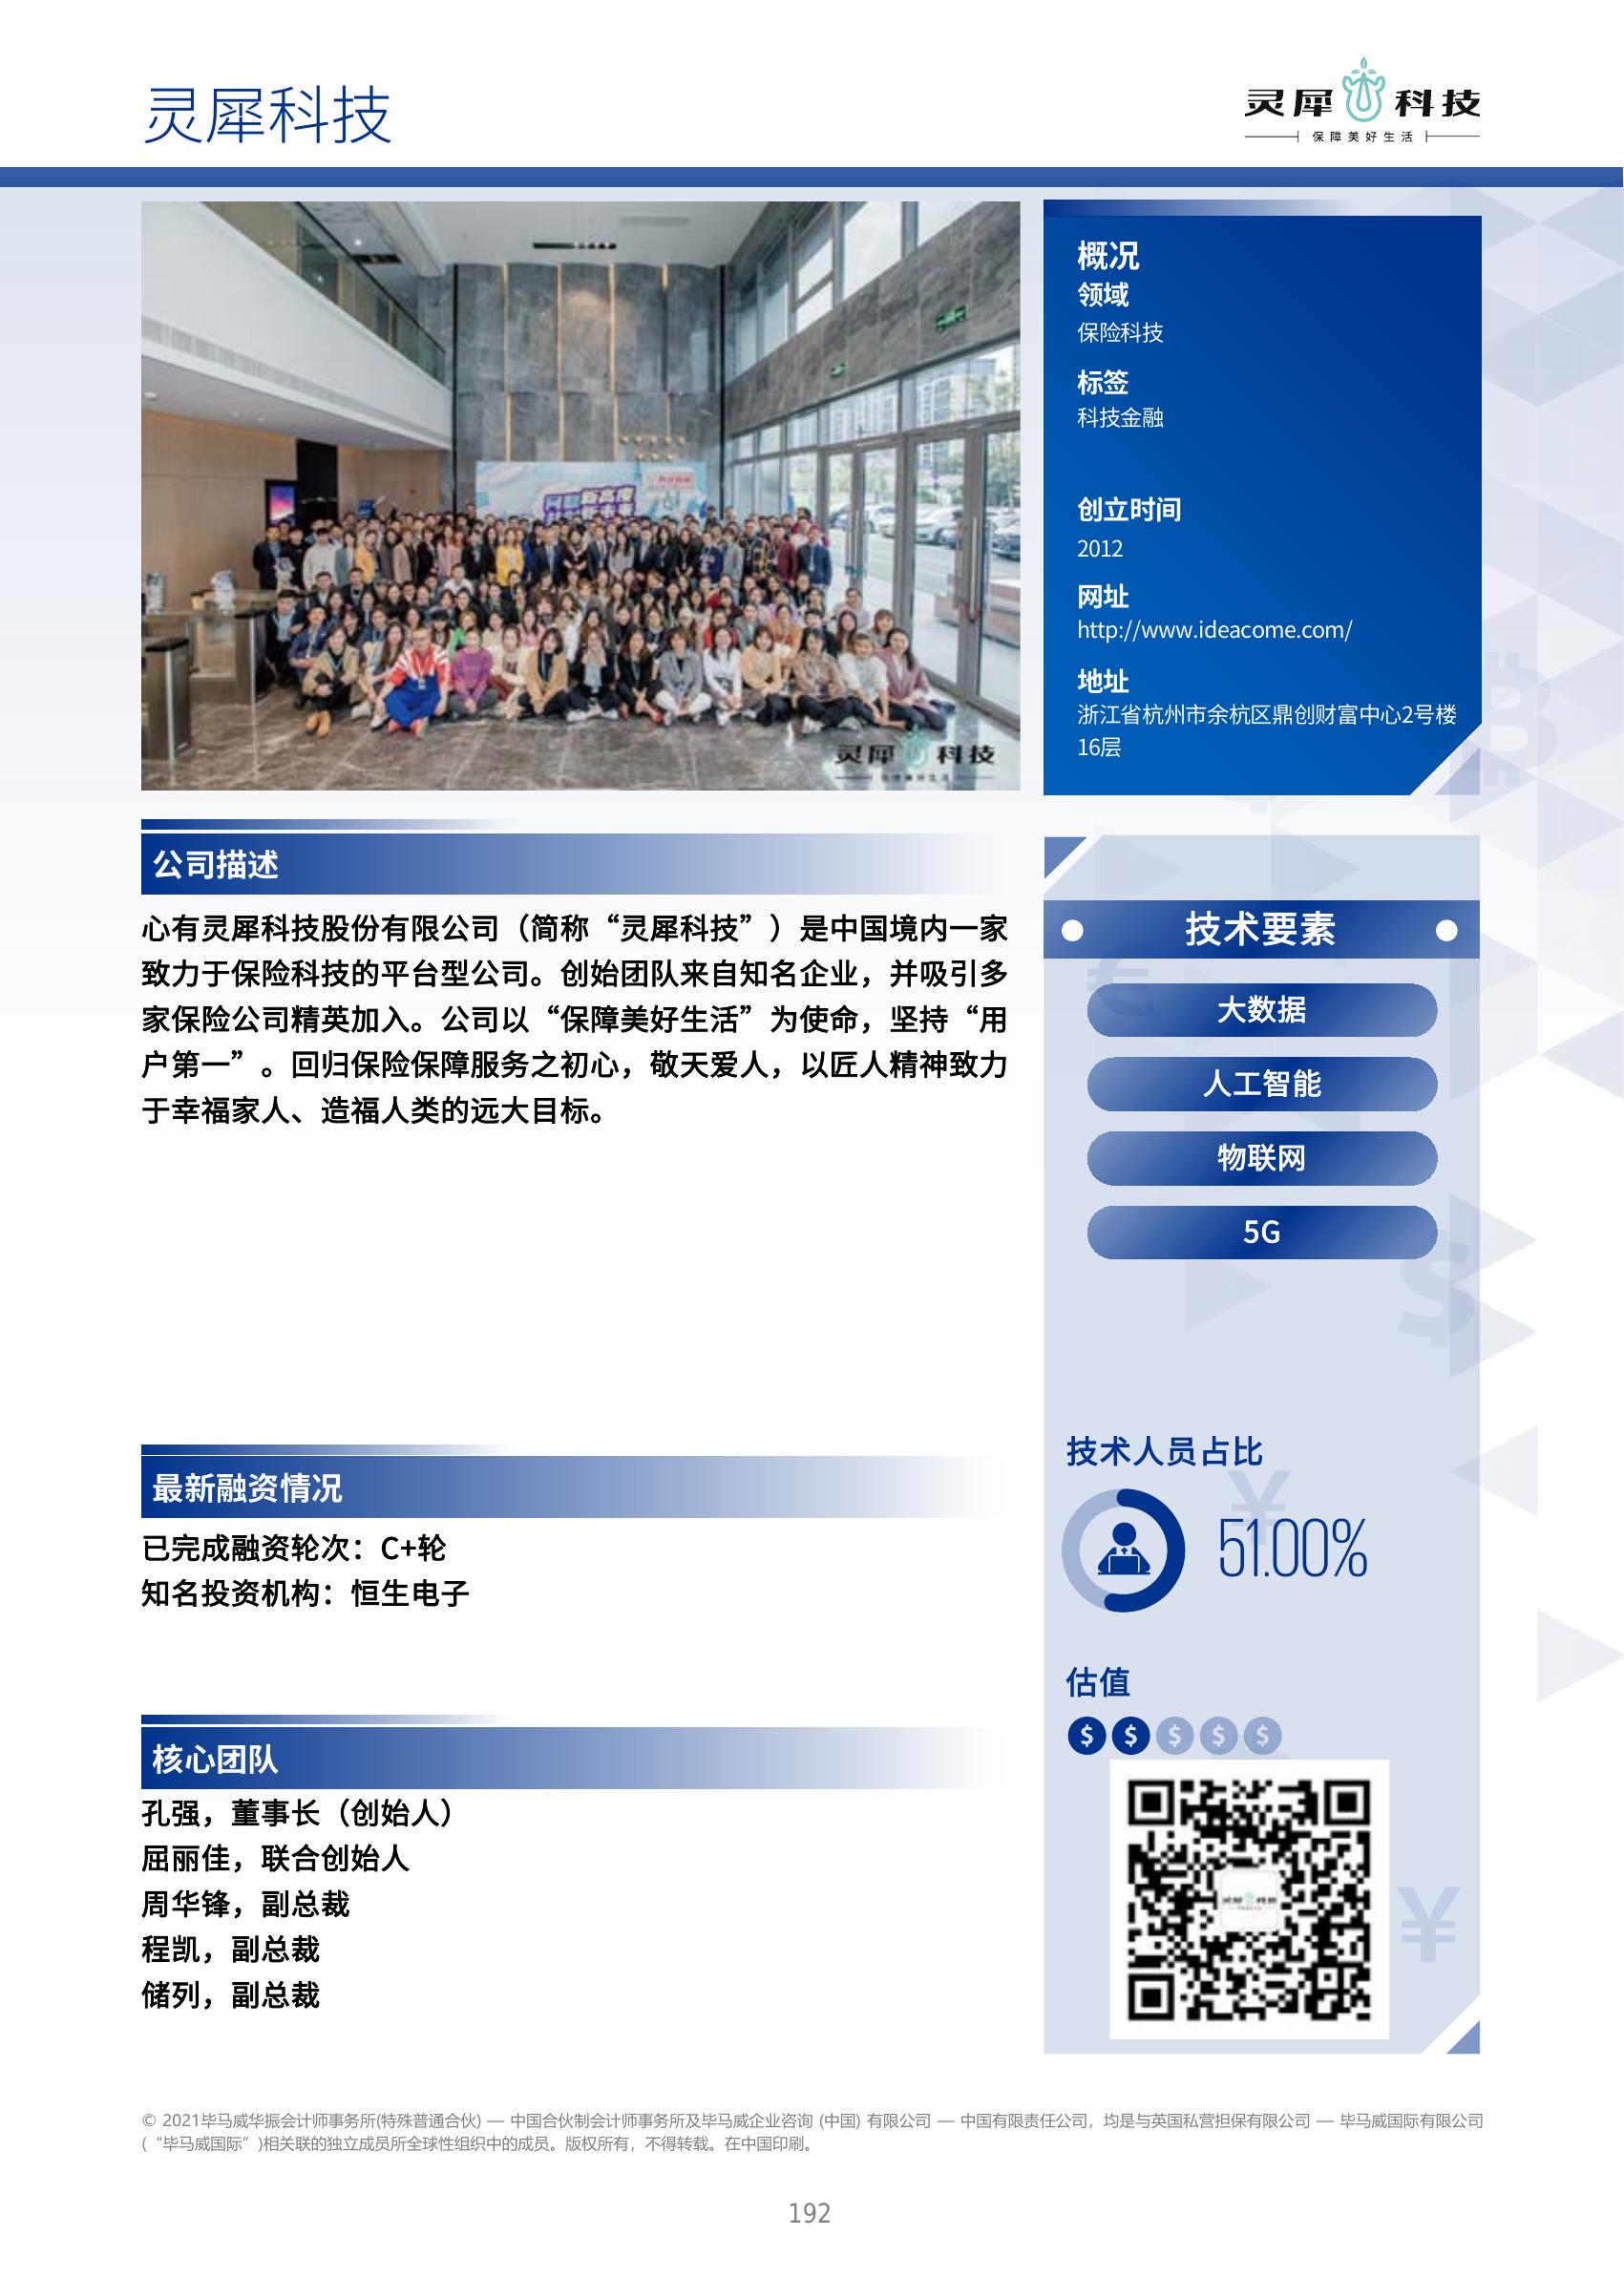 灵犀科技
灵犀科技
保障美好生活
灵犀科技
概况
领域
保险科技
标签
科技金融
创立时间
2012
网址
http://www.ideacome.com/
地址
浙江省杭州市余杭区鼎创财富中心2号楼
16层
公司描述
心有灵犀科技股份有限公司（简称“灵犀科技”）是中国境内一家
致力于保险科技的平台型公司。创始团队来自知名企业，并吸引多
家保险公司精英加入。公司以“保障美好生活”为使命，坚持“用
户第一”。回归保险保障服务之初心，敬天爱人，以匠人精神致力
于幸福家人、造福人类的远大目标。
最新融资情况
已完成融资轮次：C+轮
知名投资机构：恒生电子
核心团队
孔强，董事长（创始人）
屈丽佳，联合创始人
周华锋，副总裁
程凯，副总裁
储列，副总裁
技术要素
大数据
人工智能
物联网
5G
技术人员占比
51.00%
估值
$ $ $ $ $
© 2021毕马威华振会计师事务所(特殊普通合伙) — 中国合伙制会计师事务所及毕马威企业咨询 (中国) 有限公司 — 中国有限责任公司，均是与英国私营担保有限公司 — 毕马威国际有限公司
(“毕马威国际”)相关联的独立成员所全球性组织中的成员。版权所有，不得转载。在中国印刷。
192